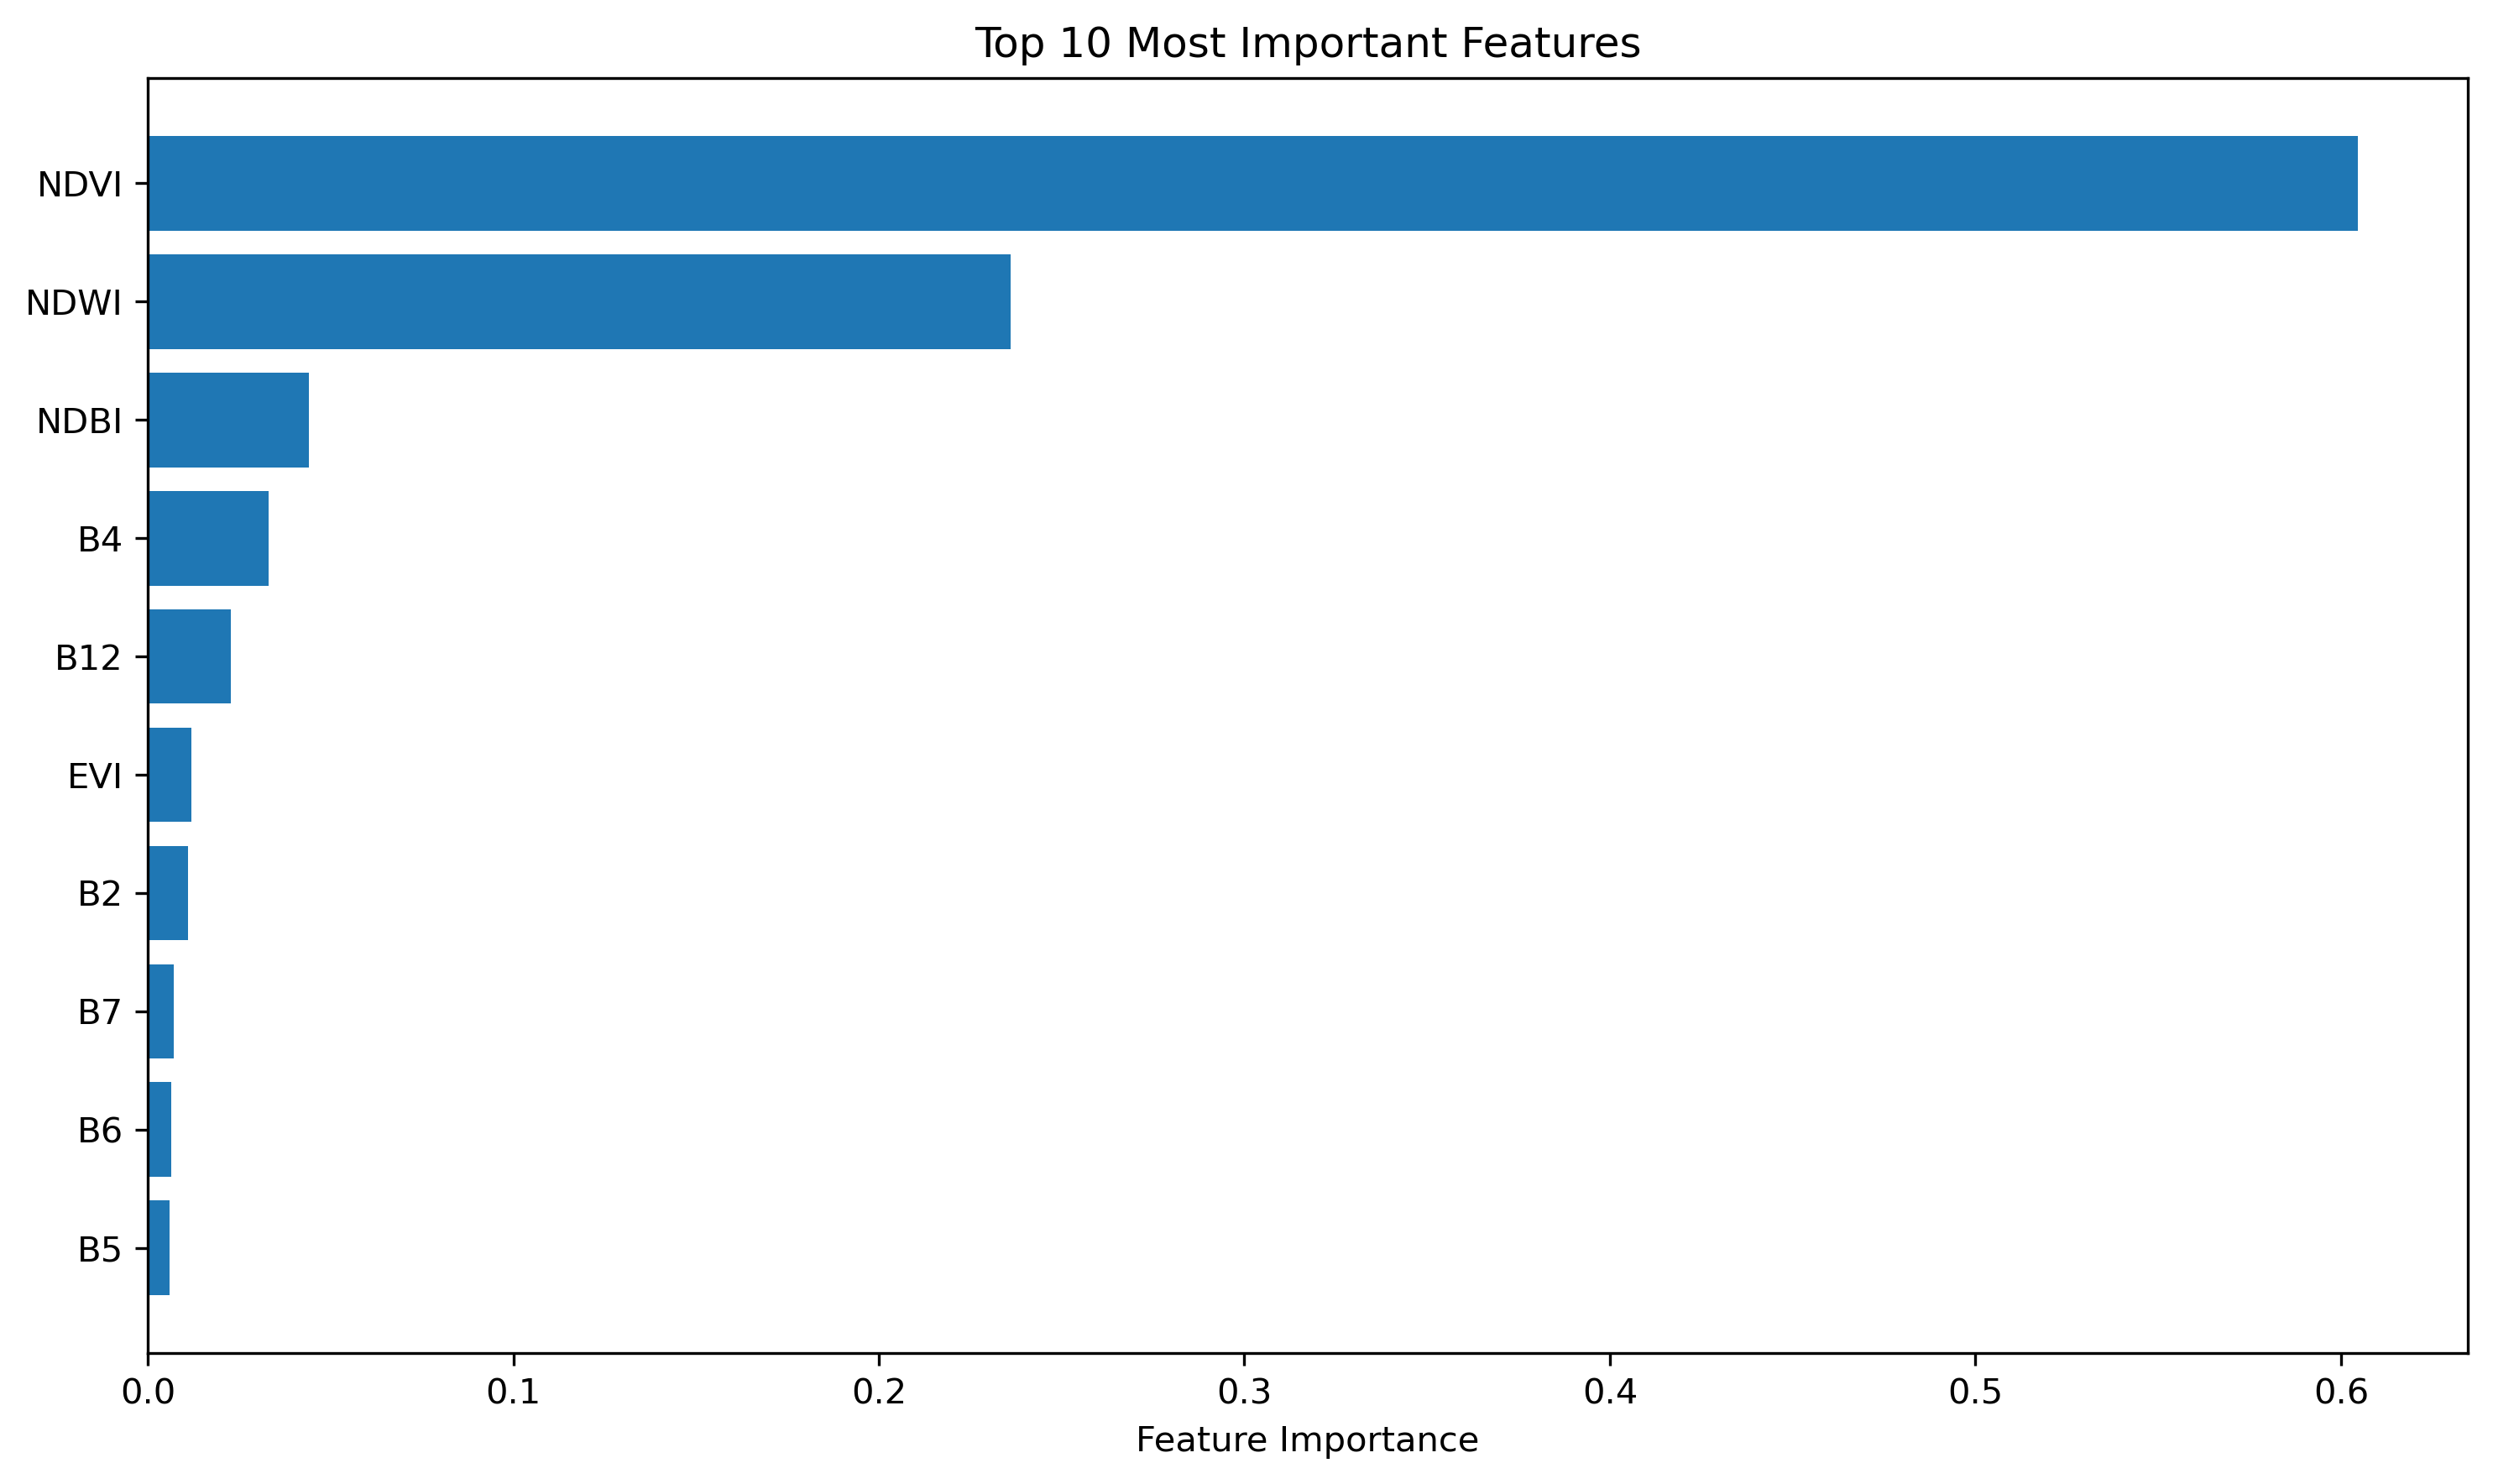 Top 10 Most Important Features
NDVI
NDWI
NDBI
B4
B12
EVI
B2
B7
B6
B5
0.0 0.1 0.2 0.3 0.4 0.5 0.6
Feature Importance